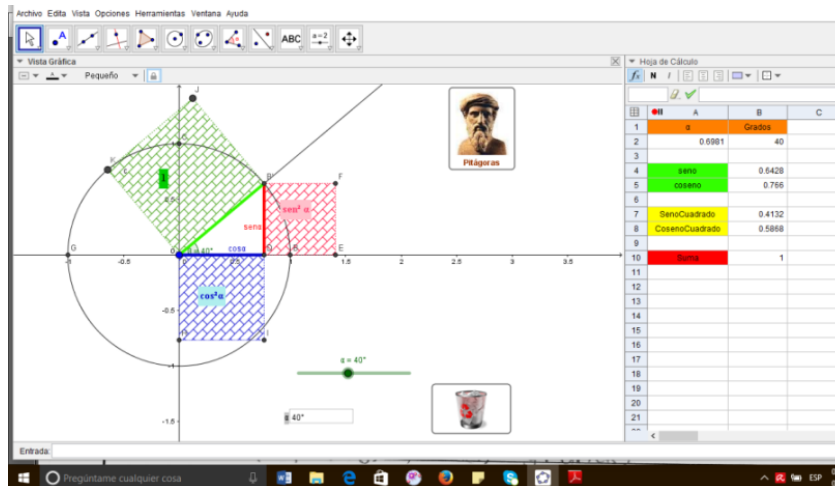 Archivo Edita Vista Opciones Herramientas Ventana Ayuda
ABC
a=2
Vista Gráfica
Hoja de Cálculo
Pequeño
N I
A B C
1 α Grados
2 0.6981 40
3
4 seno 0.6428
5 coseno 0.766
6
7 SenoCuadrado 0.4132
8 CosenoCuadrado 0.5868
9
10 Suma 1
11
12
13
14
15
16
17
18
19
20
21
J
K
C
1
B'
F
Pitágoras
0.5
sen² α
senα
G
α = 40°
cosα
D
B
E
-1
-0.5
1.5
2
2.5
3
3.5
cos²α
-0.5
I
-1
α = 40°
-1.5
40°
Entrada:
Pregúntame cualquier cosa
ESP